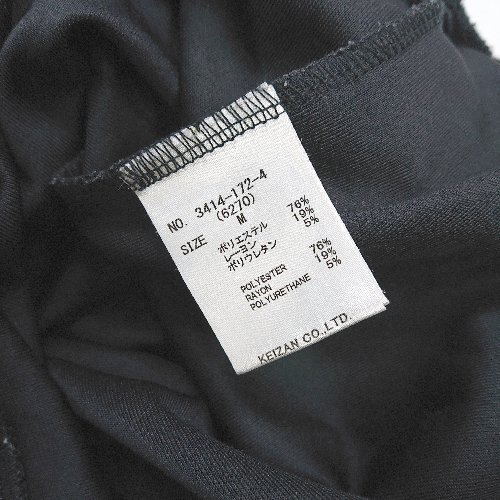 NO. 3414-172-4
(6270)
SIZE M
ポリエステル 76%
レーヨン 19%
ポリウレタン 5%
POLYESTER 76%
RAYON 19%
POLYURETHANE 5%
KEIZAN CO.,LTD.